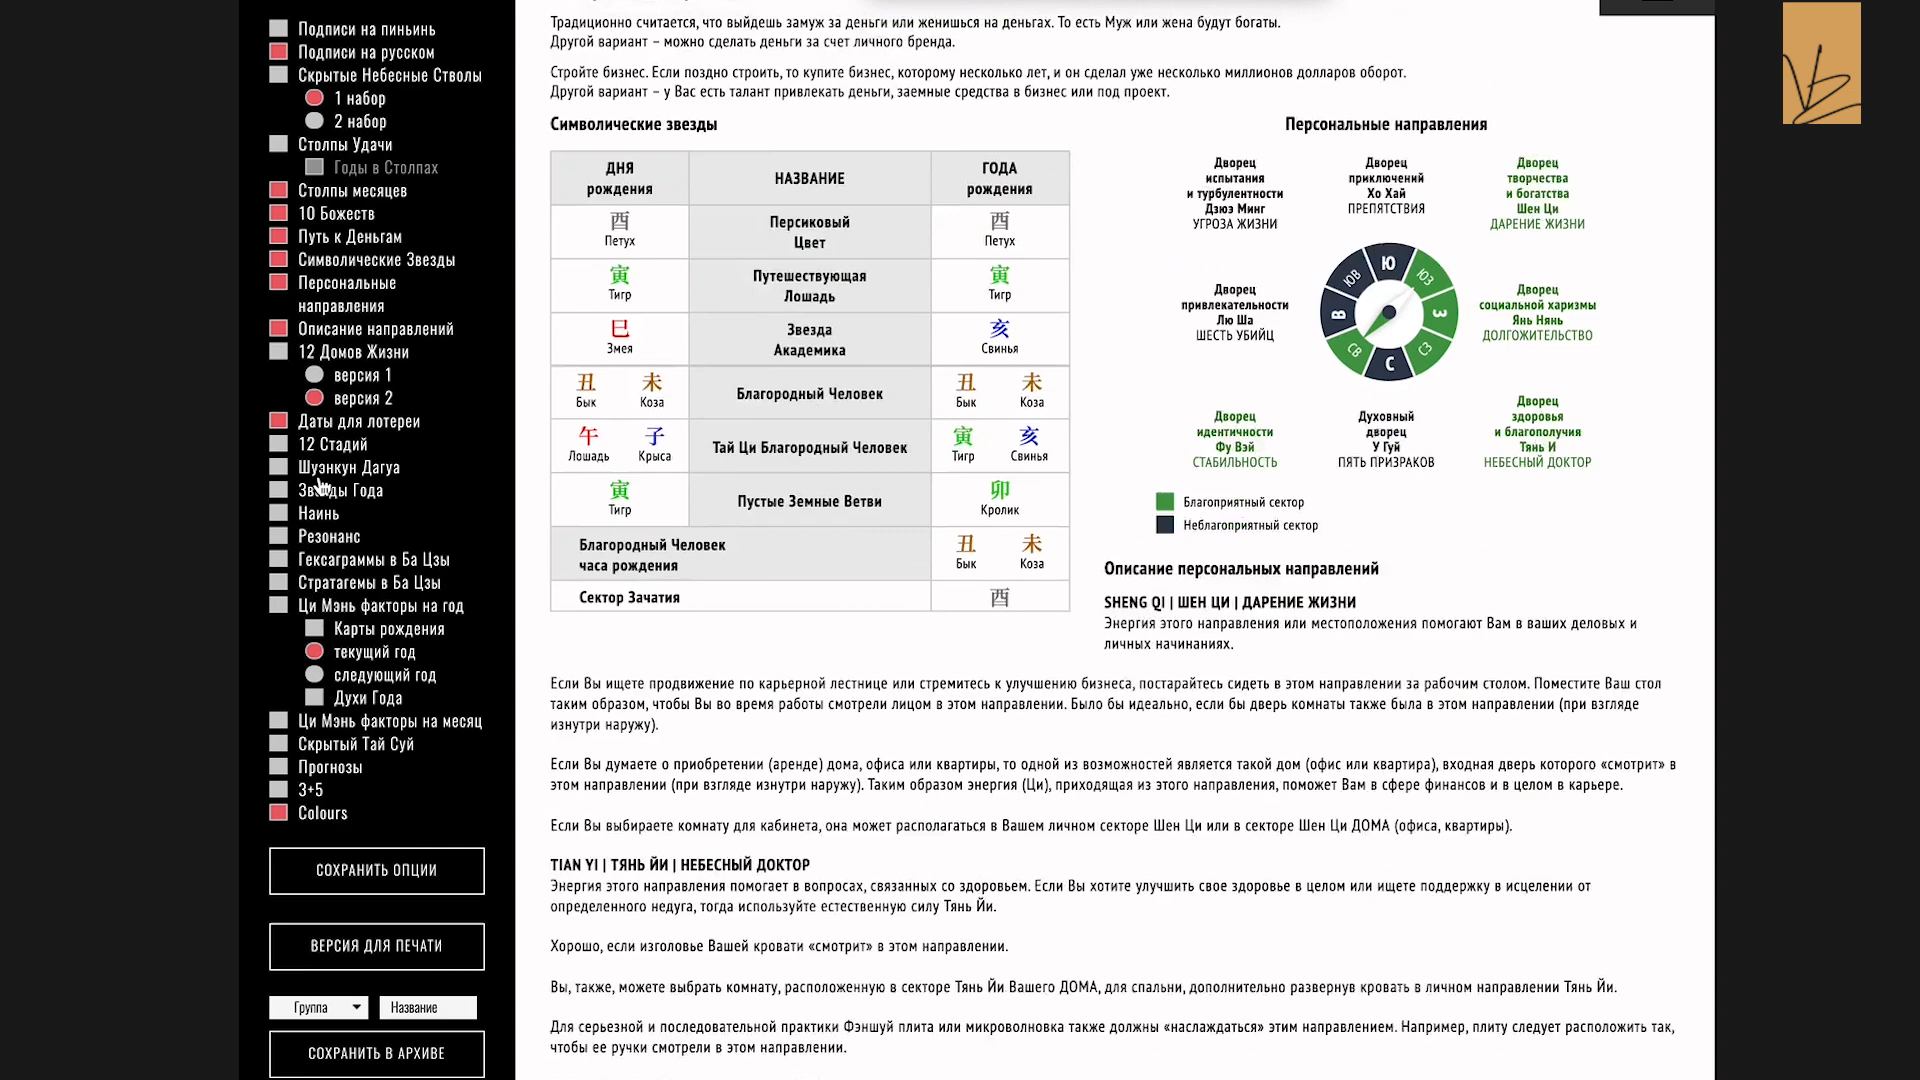 Подписи на пиньинь
Подписи на русском
Скрытые Небесные Стволы
1 набор
2 набор
Столпы Удачи
Годы в Столпах
Столпы месяцев
10 Божеств
Путь к Деньгам
Символические Звезды
Персональные
направления
Описание направлений
12 Домов Жизни
версия 1
версия 2
Даты для лотереи
12 Стадий
Шуэнкун Дагуа
Звезды Года
Наинь
Резонанс
Гексаграммы в Ба Цзы
Стратагемы в Ба Цзы
Ци Мэнь факторы на год
Карты рождения
текущий год
следующий год
Духи Года
Ци Мэнь факторы на месяц
Скрытый Тай Суй
Прогнозы
3+5
Colours
СОХРАНИТЬ ОПЦИИ
ВЕРСИЯ ДЛЯ ПЕЧАТИ
Группа
Название
СОХРАНИТЬ В АРХИВЕ
Традиционно считается, что выйдешь замуж за деньги или женишься на деньгах. То есть Муж или жена будут богаты.
Другой вариант – можно сделать деньги за счет личного бренда.
Стройте бизнес. Если поздно строить, то купите бизнес, которому несколько лет, и он сделал уже несколько миллионов долларов оборот.
Другой вариант – у Вас есть талант привлекать деньги, заемные средства в бизнес или под проект.
Символические звезды
ДНЯ
рождения
НАЗВАНИЕ
ГОДА
рождения
酉
Петух
Персиковый
Цвет
酉
Петух
寅
Тигр
Путешествующая
Лошадь
寅
Тигр
巳
Змея
Звезда
Академика
亥
Свинья
丑 未
Бык Коза
Благородный Человек
丑 未
Бык Коза
午 子
Лошадь Крыса
Тай Ци Благородный Человек
寅 亥
Тигр Свинья
寅
Тигр
Пустые Земные Ветви
卯
Кролик
Благородный Человек
часа рождения
丑 未
Бык Коза
Сектор Зачатия
酉
Персональные направления
Дворец
испытания
и турбулентности
Дзюэ Минг
УГРОЗА ЖИЗНИ
Дворец
приключений
Хо Хай
ПРЕПЯТСТВИЯ
Дворец
творчества
и богатства
Шен Ци
ДАРЕНИЕ ЖИЗНИ
Дворец
привлекательности
Лю Ша
ШЕСТЬ УБИЙЦ
ЮВ Ю ЮЗ
В З
СВ С СЗ
Дворец
социальной харизмы
Янь Нянь
ДОЛГОЖИТЕЛЬСТВО
Дворец
идентичности
Фу Вэй
СТАБИЛЬНОСТЬ
Духовный
дворец
У Гуй
ПЯТЬ ПРИЗРАКОВ
Дворец
здоровья
и благополучия
Тянь И
НЕБЕСНЫЙ ДОКТОР
Благоприятный сектор
Неблагоприятный сектор
Описание персональных направлений
SHENG QI | ШЕН ЦИ | ДАРЕНИЕ ЖИЗНИ
Энергия этого направления или местоположения помогают Вам в ваших деловых и
личных начинаниях.
Если Вы ищете продвижение по карьерной лестнице или стремитесь к улучшению бизнеса, постарайтесь сидеть в этом направлении за рабочим столом. Поместите Ваш стол
таким образом, чтобы Вы во время работы смотрели лицом в этом направлении. Было бы идеально, если бы дверь комнаты также была в этом направлении (при взгляде
изнутри наружу).
Если Вы думаете о приобретении (аренде) дома, офиса или квартиры, то одной из возможностей является такой дом (офис или квартира), входная дверь которого «смотрит» в
этом направлении (при взгляде изнутри наружу). Таким образом энергия (Ци), приходящая из этого направления, поможет Вам в сфере финансов и в целом в карьере.
Если Вы выбираете комнату для кабинета, она может располагаться в Вашем личном секторе Шен Ци или в секторе Шен Ци ДОМА (офиса, квартиры).
TIAN YI | ТЯНЬ ЙИ | НЕБЕСНЫЙ ДОКТОР
Энергия этого направления помогает в вопросах, связанных со здоровьем. Если Вы хотите улучшить свое здоровье в целом или ищете поддержку в исцелении от
определенного недуга, тогда используйте естественную силу Тянь Йи.
Хорошо, если изголовье Вашей кровати «смотрит» в этом направлении.
Вы, также, можете выбрать комнату, расположенную в секторе Тянь Йи Вашего ДОМА, для спальни, дополнительно развернув кровать в личном направлении Тянь Йи.
Для серьезной и последовательной практики Фэншуй плита или микроволновка также должны «наслаждаться» этим направлением. Например, плиту следует расположить так,
чтобы ее ручки смотрели в этом направлении.